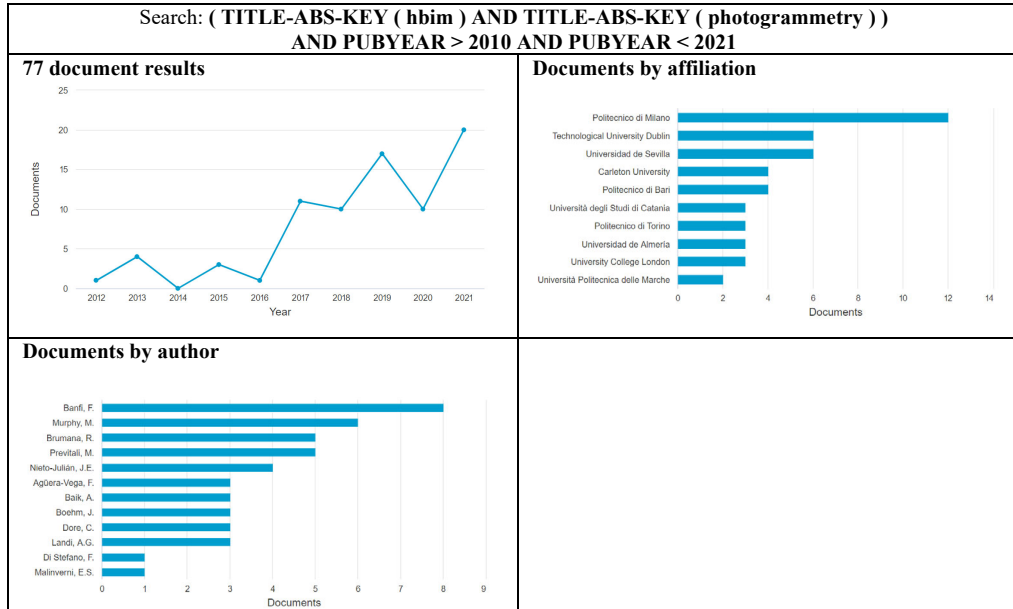 Search: ( TITLE-ABS-KEY ( hbim ) AND TITLE-ABS-KEY ( photogrammetry ) )
AND PUBYEAR > 2010 AND PUBYEAR < 2021
77 document results
25
20
15
10
5
0
Documents
2012 2013 2014 2015 2016 2017 2018 2019 2020 2021
Year
Documents by affiliation
Politecnico di Milano
Technological University Dublin
Universidad de Sevilla
Carleton University
Politecnico di Bari
Università degli Studi di Catania
Politecnico di Torino
Universidad de Almería
University College London
Università Politecnica delle Marche
0 2 4 6 8 10 12 14
Documents
Documents by author
Banfi, F.
Murphy, M.
Brumana, R.
Previtali, M.
Nieto-Julián, J.E.
Agüera-Vega, F.
Baik, A.
Boehm, J.
Dore, C.
Landi, A.G.
Di Stefano, F.
Malinverni, E.S.
0 1 2 3 4 5 6 7 8 9
Documents